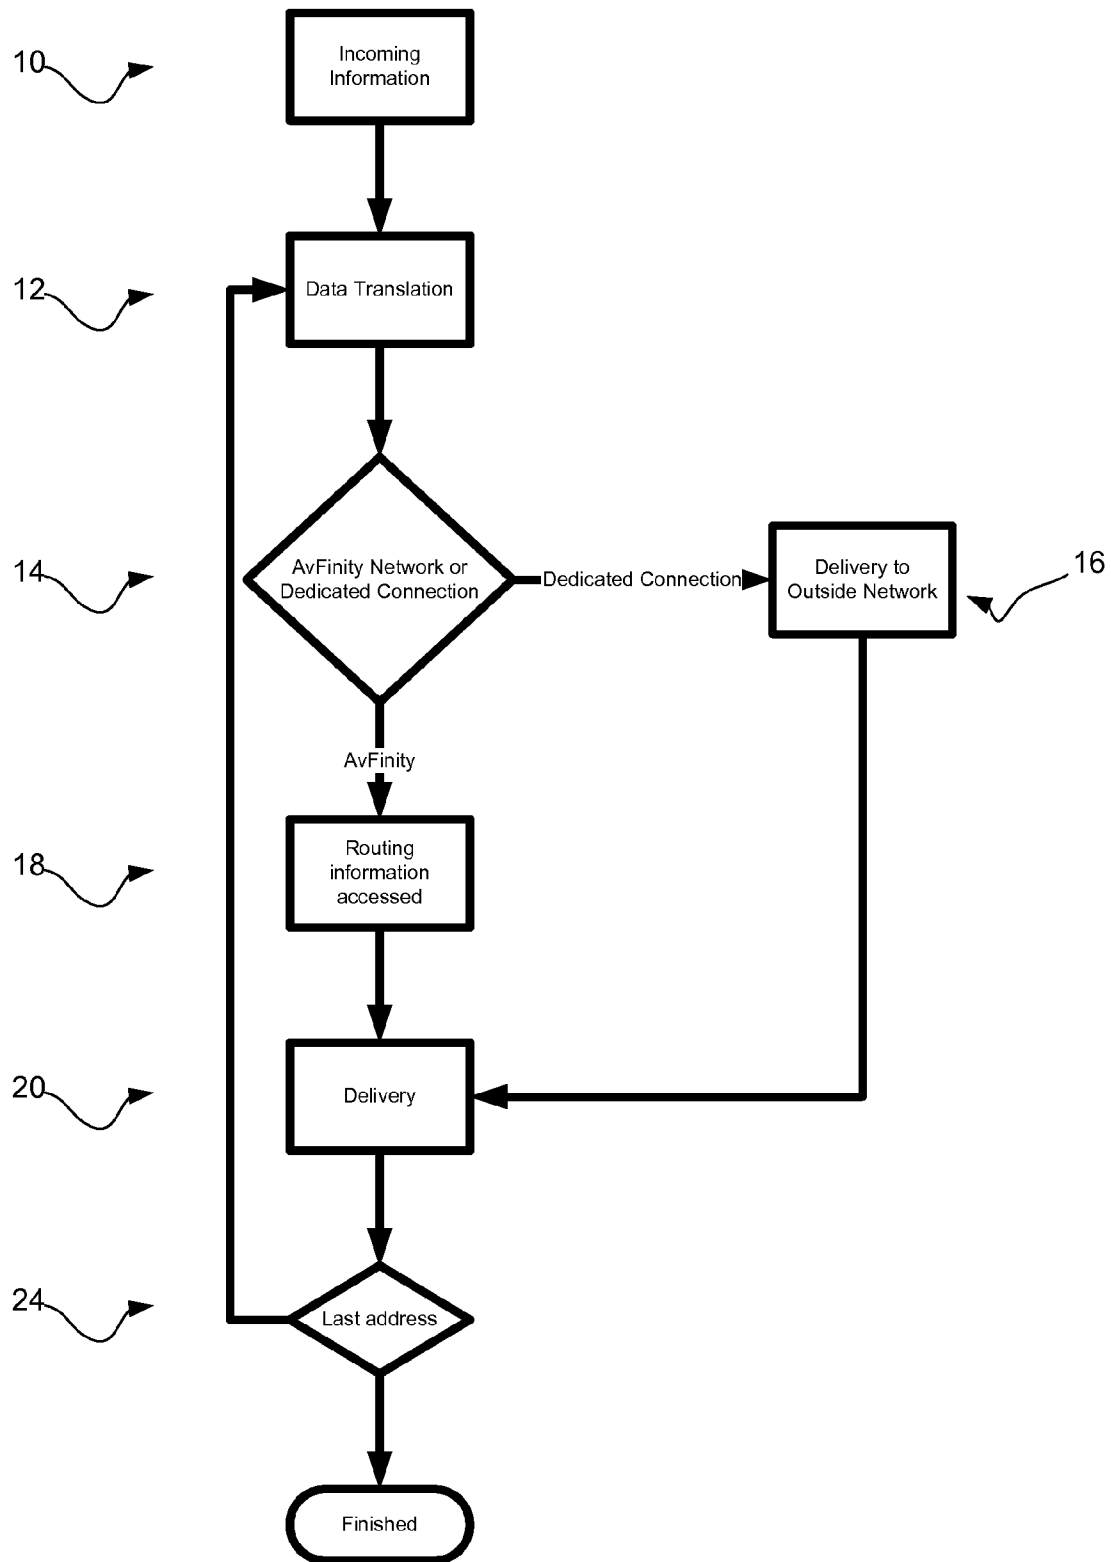 10
Incoming
Information
12
Data Translation
14
AvFinity Network or
Dedicated Connection
Dedicated Connection
Delivery to
Outside Network
16
AvFinity
18
Routing
information
accessed
20
Delivery
24
Last address
Finished